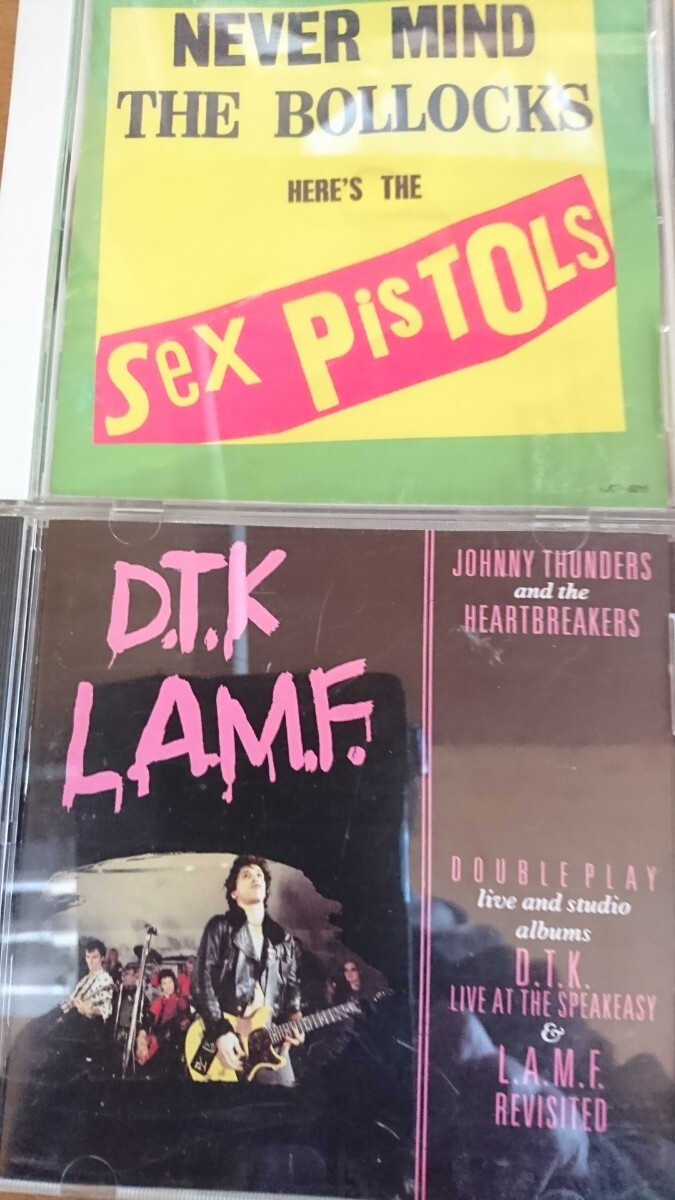 NEVER MIND
THE BOLLOCKS
HERE'S THE
Sex PiSTOLS
D.T.K
L.A.M.F.
JOHNNY THUNDERS
and the
HEARTBREAKERS
DOUBLE PLAY
live and studio
albums
D.T.K.
LIVE AT THE SPEAKEASY
&
L.A.M.F.
REVISITED